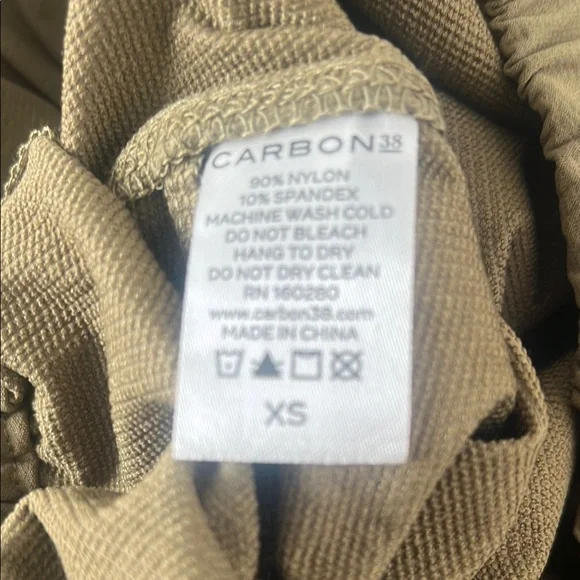 CARBON38
90% NYLON
10% SPANDEX
MACHINE WASH COLD
DO NOT BLEACH
HANG TO DRY
DO NOT DRY CLEAN
RN 160280
www.carbon38.com
MADE IN CHINA
XS